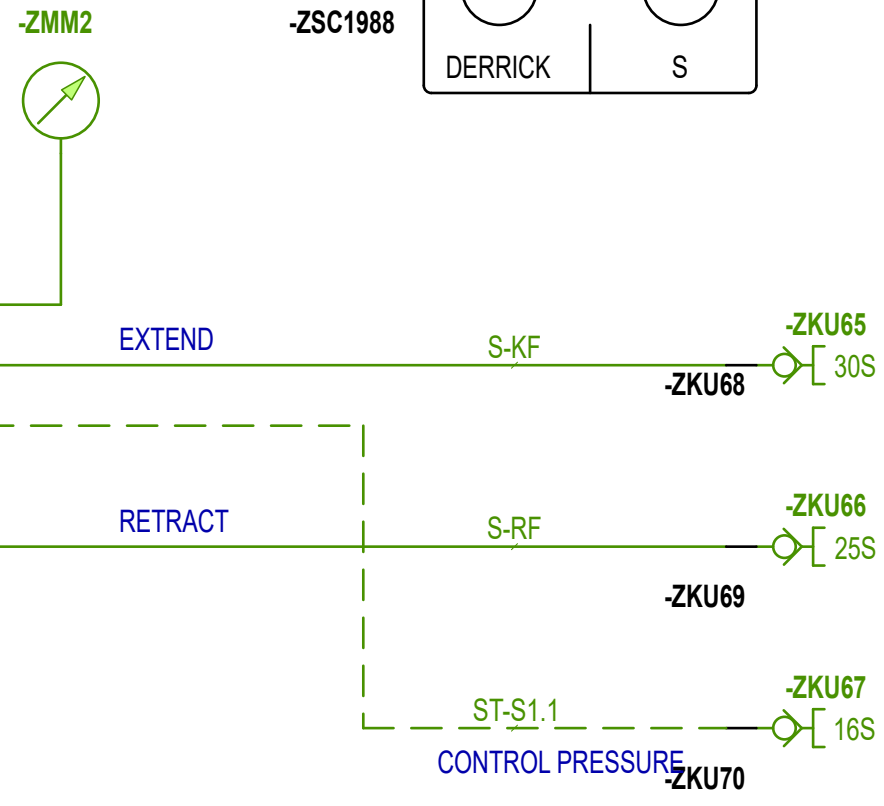 -ZMM2
-ZSC1988
DERRICK
S
EXTEND
S-KF
-ZKU65
30S
-ZKU68
RETRACT
S-RF
-ZKU66
25S
-ZKU69
ST-S1.1
-ZKU67
16S
CONTROL PRESSURE
-ZKU70